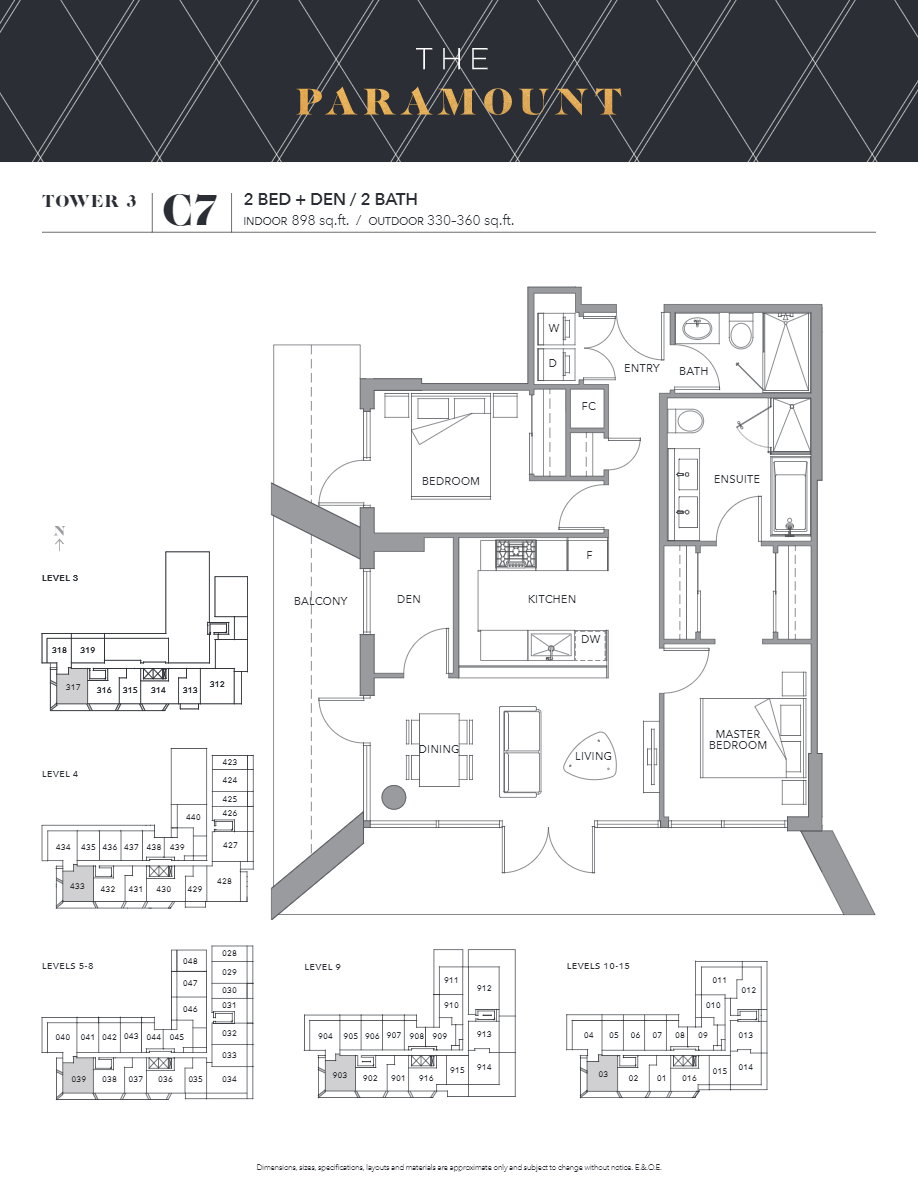 THE
PARAMOUNT
TOWER 3
C7
2 BED + DEN / 2 BATH
INDOOR 898 sq.ft. / OUTDOOR 330-360 sq.ft.
W
D
ENTRY
BATH
FC
BEDROOM
ENSUITE
F
BALCONY
DEN
KITCHEN
DW
DINING
LIVING
MASTER
BEDROOM
N
LEVEL 3
318 319
317 316 315 314 313 312
LEVEL 4
423
424
425
426
440
427
434 435 436 437 438 439
433 432 431 430 429 428
LEVELS 5-8
048 028
047 029
030
046 031
032
040 041 042 043 044 045
033
039 038 037 036 035 034
LEVEL 9
911 912
910
904 905 906 907 908 909 913
903 902 901 916 915 914
LEVELS 10-15
011 012
010
04 05 06 07 08 09 013
03 02 01 016 015 014
Dimensions, sizes, specifications, layouts and materials are approximate only and subject to change without notice. E.&O.E.